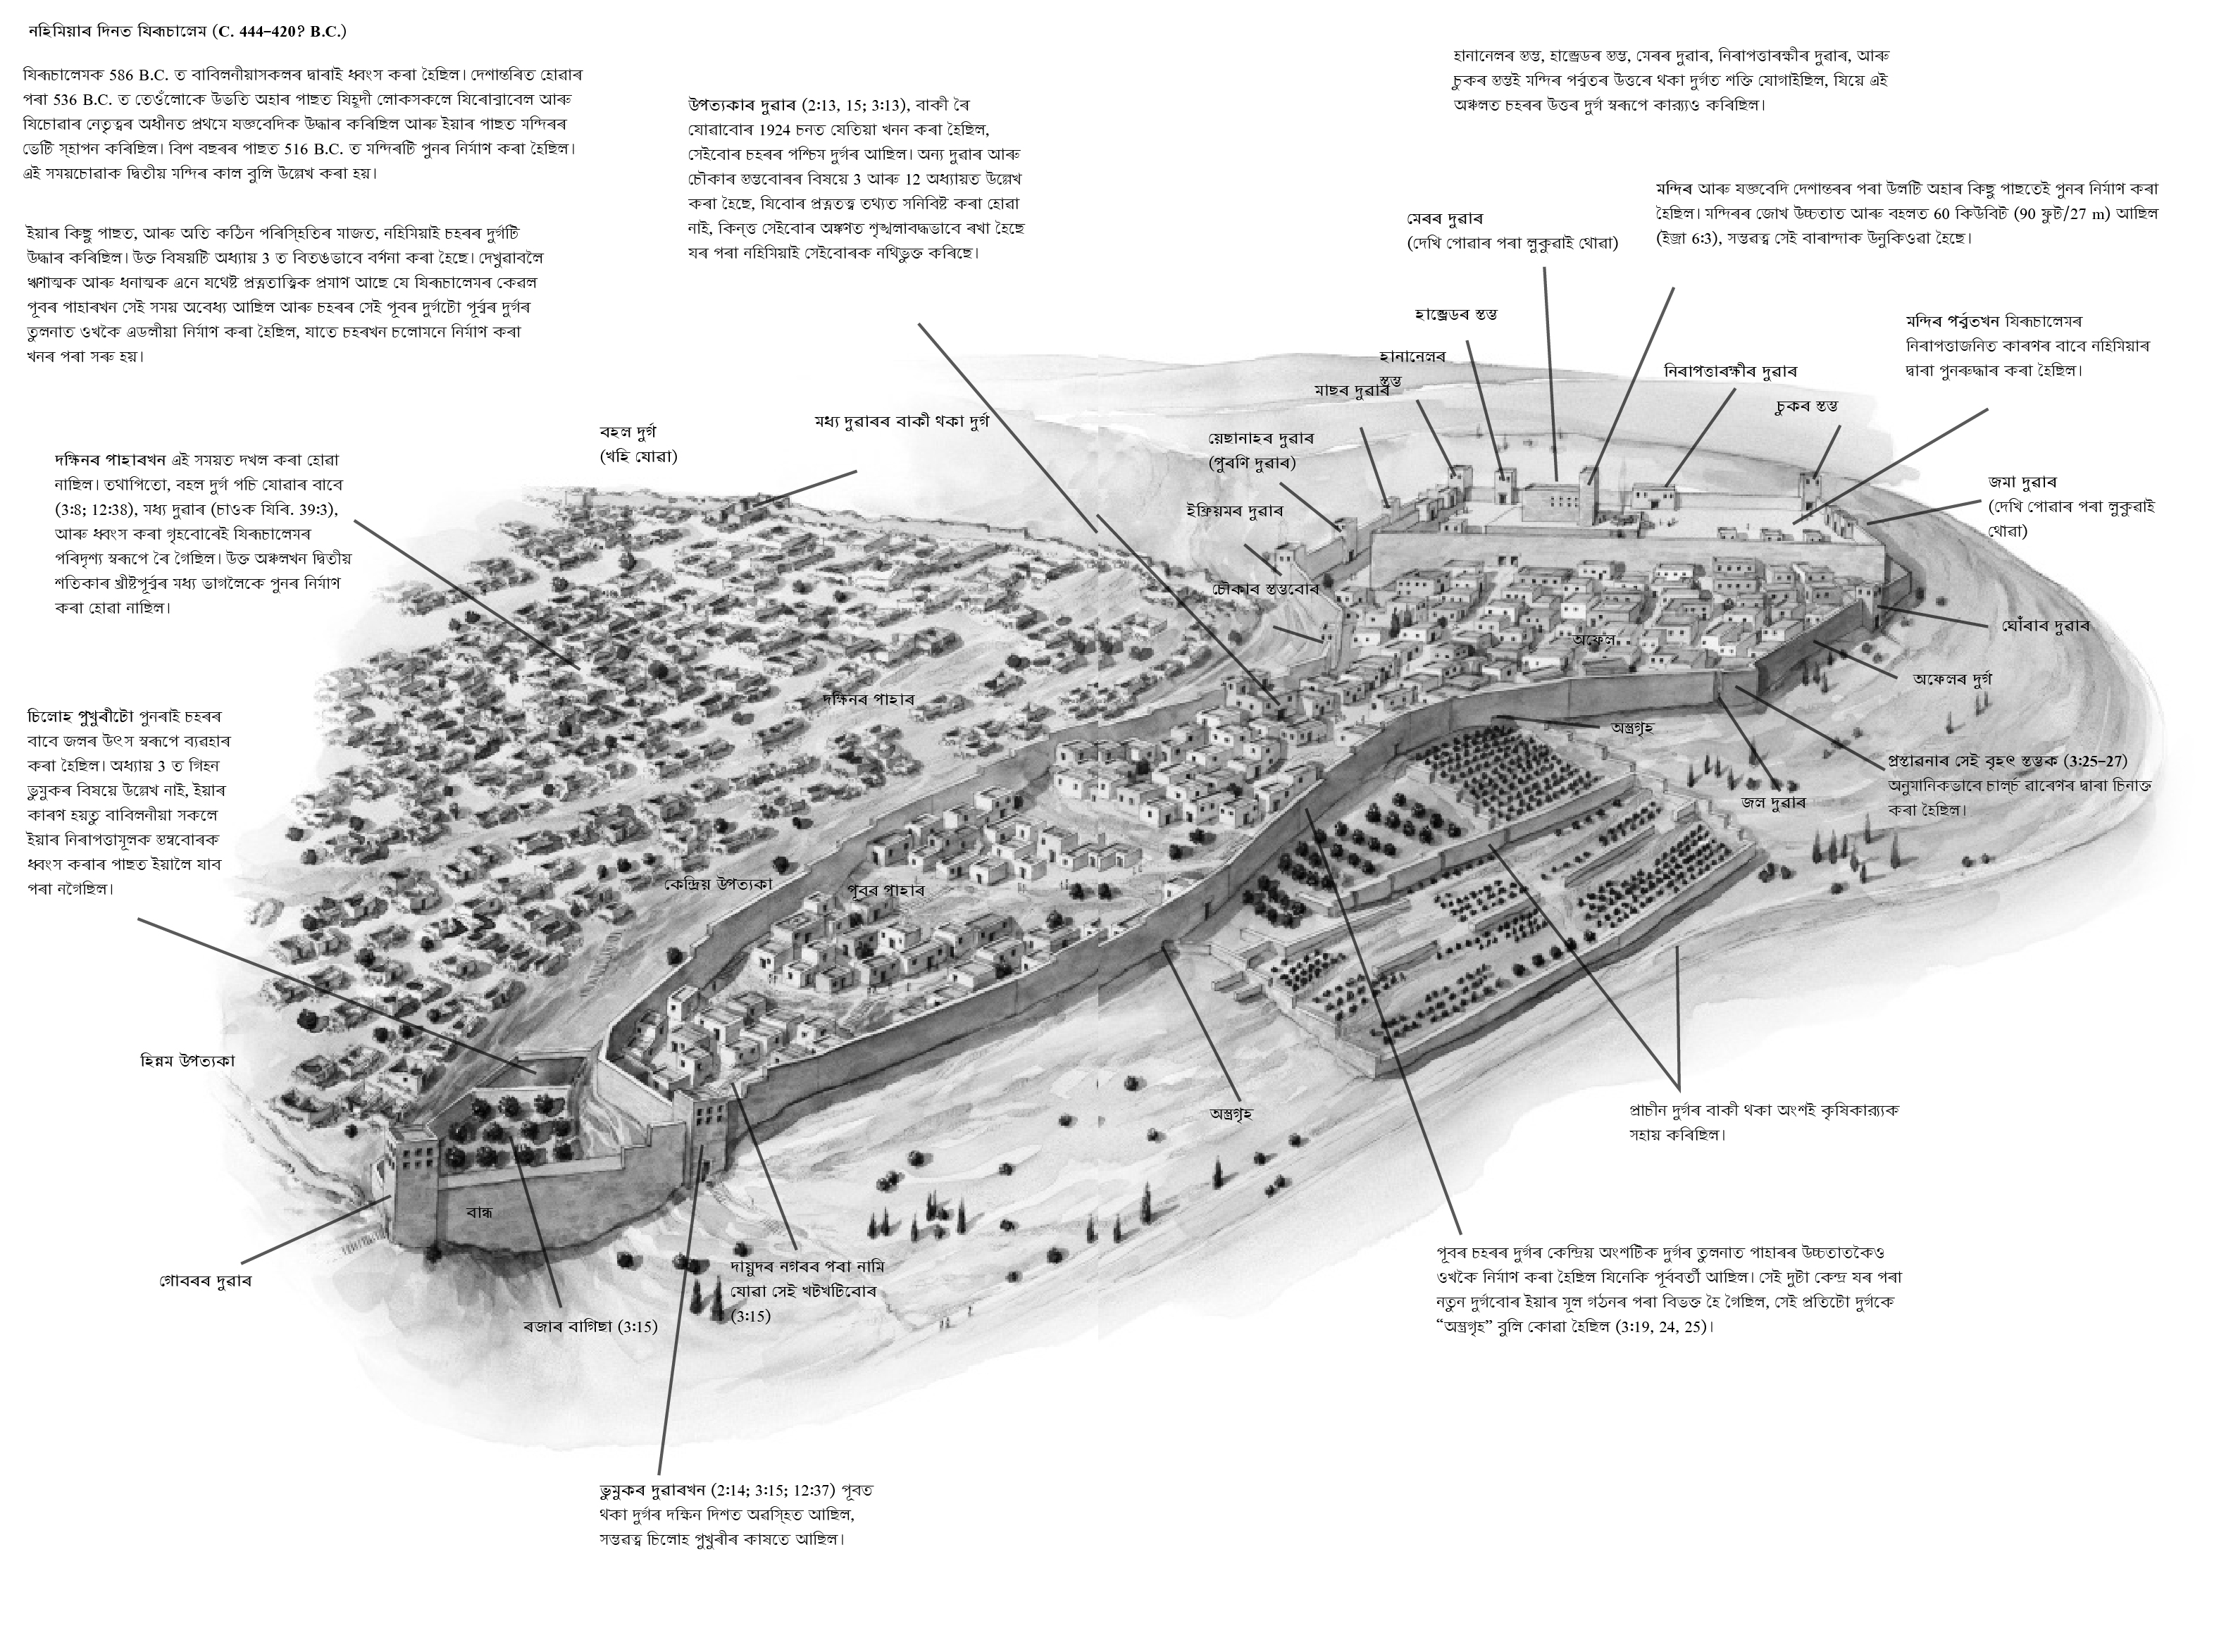 নহিমিয়াৰ দিনত যিৰূচালেম (C. 444–420? B.C.)
যিৰূচালেমক 586 B.C. ত বাবিলনীয়াসকলৰ দ্বাৰাই ধ্বংস কৰা হৈছিল। দেশান্তৰিত হোৱাৰ
পৰা 536 B.C. ত তেওঁলোকে উভতি অহাৰ পাছত যিহূদী লোকসকলে যিৰোব্বাবেল আৰু
যিচোৱাৰ নেতৃত্বৰ অধীনত প্ৰথমে যজ্ঞবেদিক উদ্ধাৰ কৰিছিল আৰু ইয়াৰ পাছত মন্দিৰৰ
ভেটি স্হাপন কৰিছিল। বিশ বছৰৰ পাছত 516 B.C. ত মন্দিৰটি পুনৰ নিৰ্মাণ কৰা হৈছিল।
এই সময়চোৱাক দ্বিতীয় মন্দিৰ কাল বুলি উল্লেখ কৰা হয়।
ইয়াৰ কিছু পাছত, আৰু অতি কঠিন পৰিস্হিতিৰ মাজত, নহিমিয়াই চহৰৰ দুৰ্গটি
উদ্ধাৰ কৰিছিল। উক্ত বিষয়টি অধ্যায় 3 ত বিতঙভাবে বৰ্ণনা কৰা হৈছে। দেখুৱাবলৈ
ঋণাত্মক আৰু ধনাত্মক এনে যথেষ্ট প্ৰত্নতাত্ত্বিক প্ৰমাণ আছে যে যিৰূচালেমৰ কেৱল
পূবৰ পাহাৰখন সেই সময় অবেধ্য আছিল আৰু চহৰৰ সেই পূবৰ দুৰ্গটো পূৰ্ব্বৰ দুৰ্গৰ
তুলনাত ওখকৈ এডলীয়া নিৰ্মাণ কৰা হৈছিল, যাতে চহৰখন চলোমনে নিৰ্মাণ কৰা
খনৰ পৰা সৰু হয়।
উপত্যকাৰ দুৱাৰ (2:13, 15; 3:13), বাকী ৰৈ
যোৱাবোৰ 1924 চনত যেতিয়া খনন কৰা হৈছিল,
সেইবোৰ চহৰৰ পশ্চিম দুৰ্গৰ আছিল। অন্য দুৱাৰ আৰু
চৌকাৰ স্তম্ভবোৰৰ বিষয়ে 3 আৰু 12 অধ্যায়ত উল্লেখ
কৰা হৈছে, যিবোৰ প্ৰত্নতত্ত্ব তথ্যত সনিবিষ্ট কৰা হোৱা
নাই, কিন্তু সেইবোৰ অঙ্কণত শৃঙ্খলাবদ্ধভাবে ৰখা হৈছে
যৰ পৰা নহিমিয়াই সেইবোৰক নথিভুক্ত কৰিছে।
হানানেলৰ স্তম্ভ, হান্ড্ৰেডৰ স্তম্ভ, মেৰৰ দুৱাৰ, নিৰাপত্তাৰক্ষীৰ দুৱাৰ, আৰু
চুকৰ স্তম্ভই মন্দিৰ পৰ্ব্বতৰ উত্তৰে থকা দুৰ্গত শক্তি যোগাইছিল, যিয়ে এই
অঞ্চলত চহৰৰ উত্তৰ দুৰ্গ স্বৰূপে কাৰ্য্যও কৰিছিল।
মন্দিৰ আৰু যজ্ঞবেদি দেশান্তৰৰ পৰা উলটি অহাৰ কিছু পাছতেই পুনৰ নিৰ্মাণ কৰা
হৈছিল। মন্দিৰৰ জোখ উচ্চতাত আৰু বহলত 60 কিউবিট (90 ফুট/27 m) আছিল
(ইজ্ৰা 6:3), সম্ভৱত্ব সেই বাৰান্দাক উনুকিওৱা হৈছে।
মেৰৰ দুৱাৰ
(দেখি পোৱাৰ পৰা লুকুৱাই থোৱা)
হান্ড্ৰেডৰ স্তম্ভ
হানানেলৰ
স্তম্ভ
মাছৰ দুৱাৰ
নিৰাপত্তাৰক্ষীৰ দুৱাৰ
চুকৰ স্তম্ভ
মন্দিৰ পৰ্ব্বতখন যিৰূচালেমৰ
নিৰাপত্তাজনিত কাৰণৰ বাবে নহিমিয়াৰ
দ্বাৰা পুনৰুদ্ধাৰ কৰা হৈছিল।
বহল দুৰ্গ
(খহি যোৱা)
মধ্য দুৱাৰৰ বাকী থকা দুৰ্গ
য়েছানাহৰ দুৱাৰ
(পুৰণি দুৱাৰ)
ইফ্ৰিয়মৰ দুৱাৰ
চৌকাৰ স্তম্ভবোৰ
জমা দুৱাৰ
(দেখি পোৱাৰ পৰা লুকুৱাই
থোৱা)
দক্ষিনৰ পাহাৰখন এই সময়ত দখল কৰা হোৱা
নাছিল। তথাপিতো, বহল দুৰ্গ পচি যোৱাৰ বাবে
(3:8; 12:38), মধ্য দুৱাৰ (চাওক যিৰি. 39:3),
আৰু ধ্বংস কৰা গৃহবোৰেই যিৰূচালেমৰ
পৰিদৃশ্য স্বৰূপে ৰৈ গৈছিল। উক্ত অঞ্চলখন দ্বিতীয়
শতিকাৰ খ্ৰীষ্টপূৰ্ব্বৰ মধ্য ভাগলৈকে পুনৰ নিৰ্মাণ
কৰা হোৱা নাছিল।
ঘোঁৰাৰ দুৱাৰ
অফেল
অফেলৰ দুৰ্গ
দক্ষিনৰ পাহাৰ
অস্ত্ৰগৃহ
চিলোহ পুখুৰীটো পুনৰাই চহৰৰ
বাবে জলৰ উৎস স্বৰূপে ব্যৱহাৰ
কৰা হৈছিল। অধ্যায় 3 ত গিহন
ভুমুকৰ বিষয়ে উল্লেখ নাই, ইয়াৰ
কাৰণ হয়তু বাবিলনীয়া সকলে
ইয়াৰ নিৰাপত্তামূলক স্তম্বৰোৰক
ধ্বংস কৰাৰ পাছত ইয়ালৈ যাব
পৰা নগৈছিল।
প্ৰস্তাৱনাৰ সেই বৃহৎ স্তম্ভক (3:25–27)
অনুমানিকভাবে চাৰ্ল্চ ৱাৰেণৰ দ্বাৰা চিনাক্ত
কৰা হৈছিল।
জল দুৱাৰ
কেন্দ্ৰিয় উপত্যকা
পূবৰ পাহাৰ
হিন্নম উপত্যকা
অস্ত্ৰগৃহ
প্ৰাচীন দুৰ্গৰ বাকী থকা অংশই কৃষিকাৰ্য্যক
সহায় কৰিছিল।
বান্ধ
গোবৰৰ দুৱাৰ
দায়ুদৰ নগৰৰ পৰা নামি
যোৱা সেই খটখটিবোৰ
(3:15)
ৰজাৰ বাগিছা (3:15)
পূবৰ চহৰৰ দুৰ্গৰ কেন্দ্ৰিয় অংশটিক দুৰ্গৰ তুলনাত পাহাৰৰ উচ্চতাতকৈও
ওখকৈ নিৰ্মাণ কৰা হৈছিল যিনেকি পূৰ্ববৰ্তী আছিল। সেই দুটা কেন্দ্ৰ যৰ পৰা
নতুন দুৰ্গবোৰ ইয়াৰ মূল গঠনৰ পৰা বিভক্ত হৈ গৈছিল, সেই প্ৰতিটো দুৰ্গকে
“অস্ত্ৰগৃহ” বুলি কোৱা হৈছিল (3:19, 24, 25)।
ভুমুকৰ দুৱাৰখন (2:14; 3:15; 12:37) পূবত
থকা দুৰ্গৰ দক্ষিন দিশত অৱস্হিত আছিল,
সম্ভৱত্ব চিলোহ পুখুৰীৰ কাষতে আছিল।